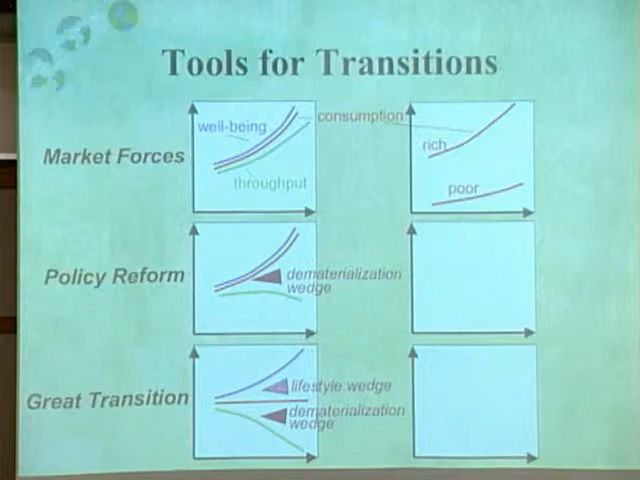 Tools for Transitions
well-being
consumption
rich
Market Forces
throughput
poor
Policy Reform
dematerialization
wedge
lifestyle wedge
Great Transition
dematerialization
wedge